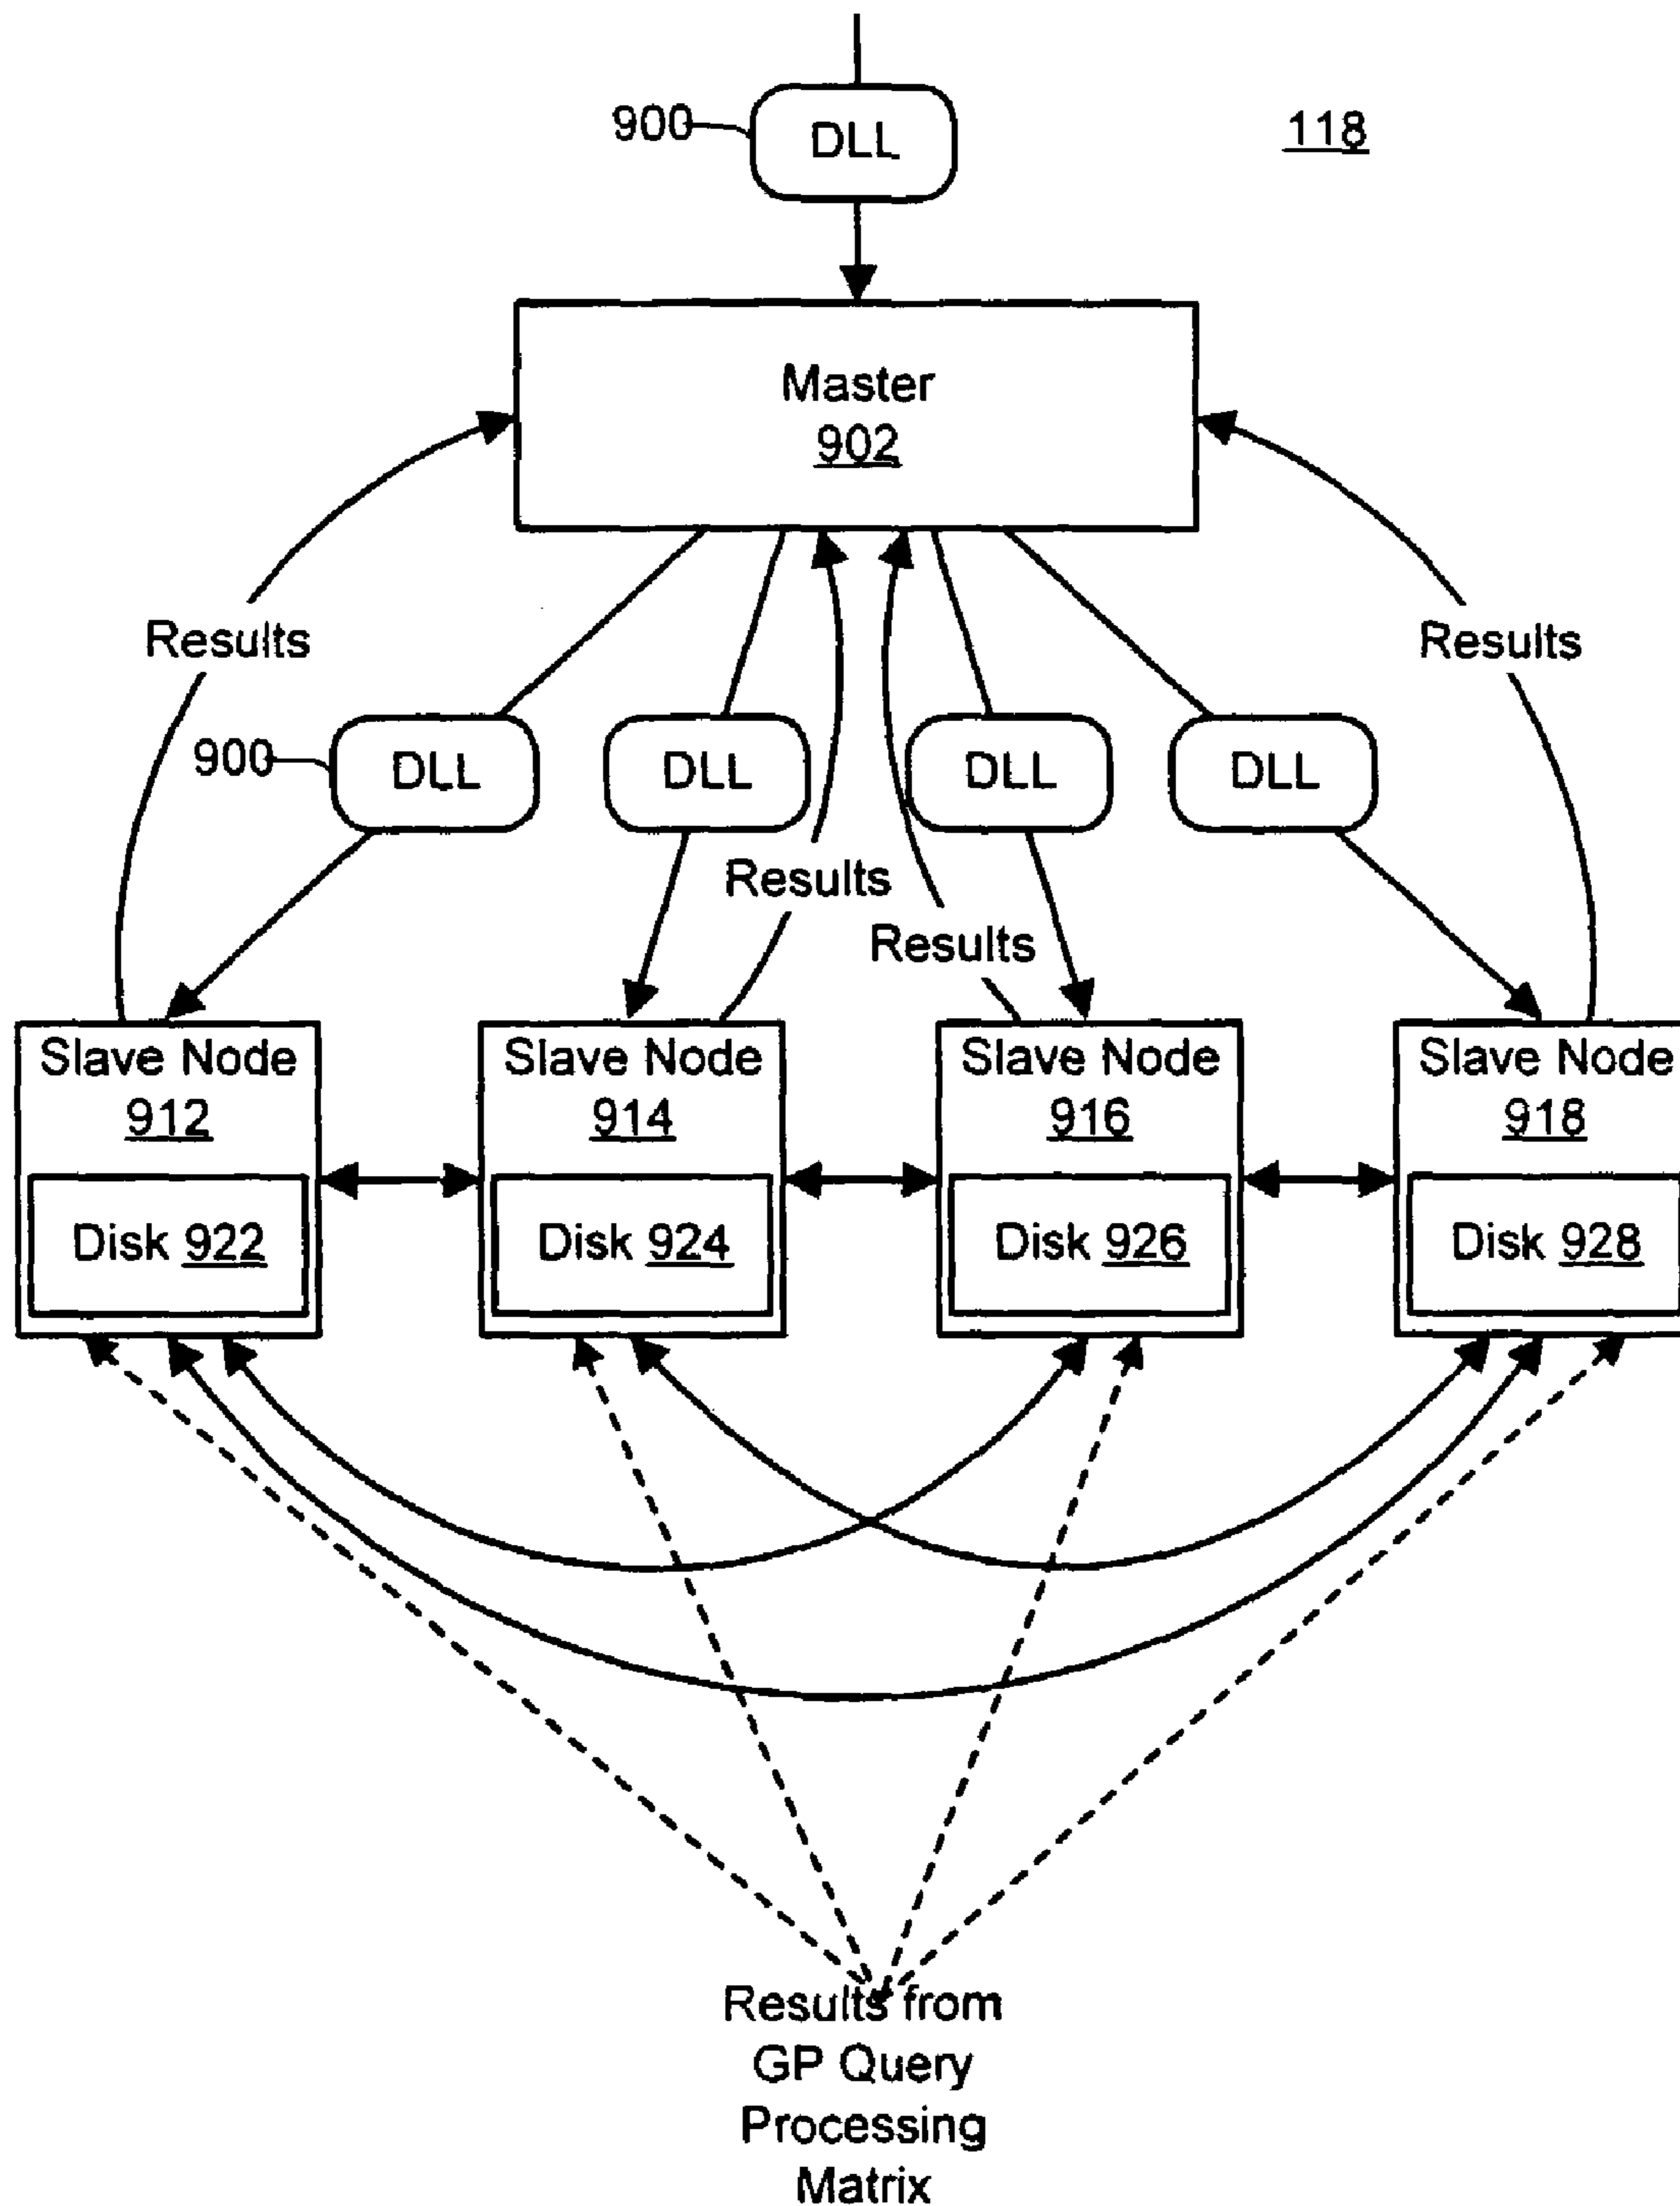 900
DLL
118
Master
902
Results
Results
900
DLL
DLL
DLL
DLL
Results
Results
Slave Node
912
Slave Node
914
Slave Node
916
Slave Node
918
Disk 922
Disk 924
Disk 926
Disk 928
Results from
GP Query
Processing
Matrix